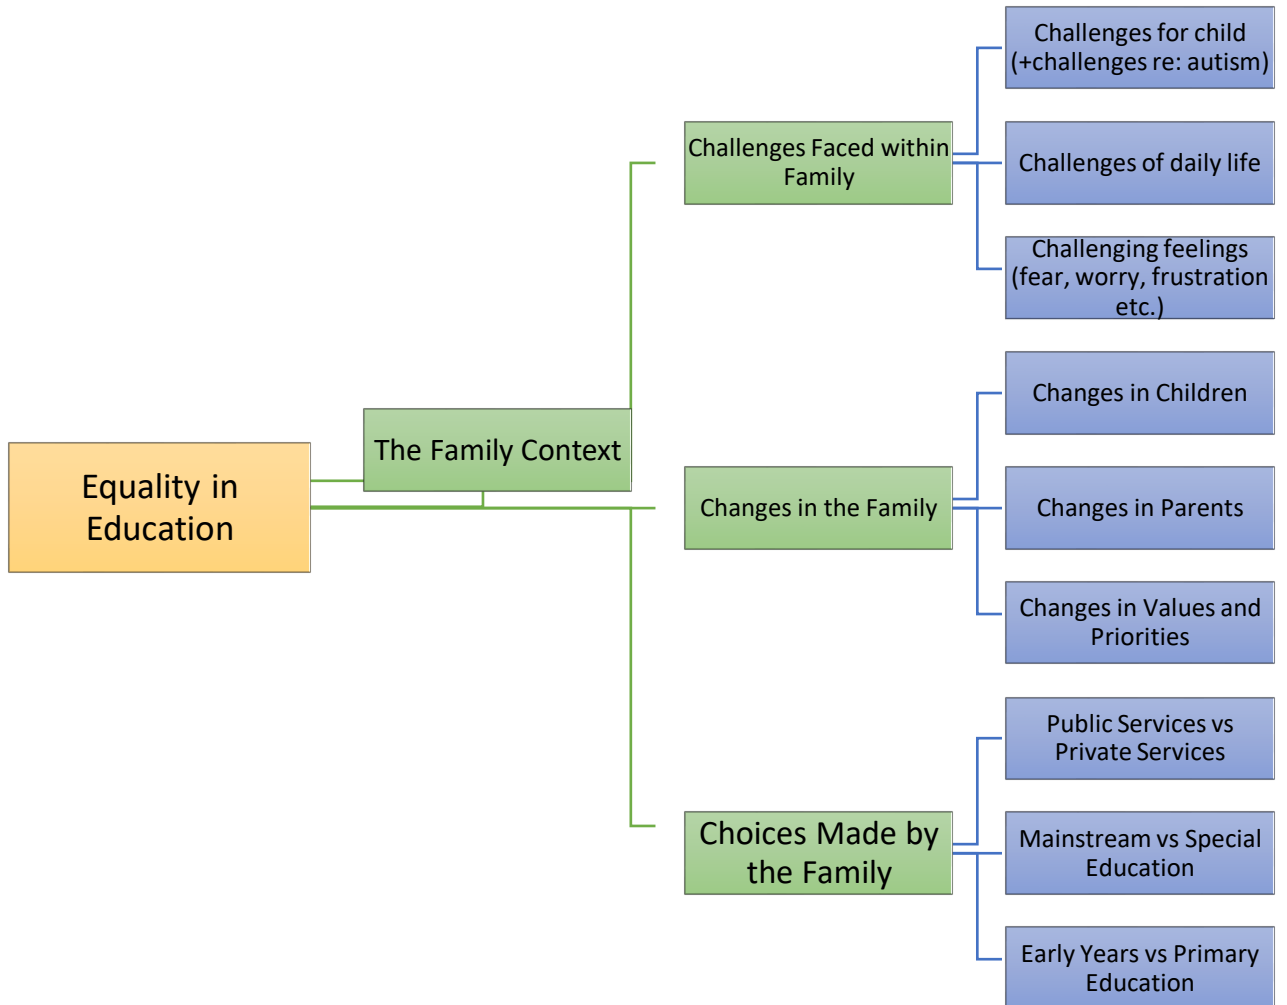 Equality in
Education
The Family Context
Challenges Faced within
Family
Challenges for child
(+challenges re: autism)
Challenges of daily life
Challenging feelings
(fear, worry, frustration
etc.)
Changes in the Family
Changes in Children
Changes in Parents
Changes in Values and
Priorities
Choices Made by
the Family
Public Services vs
Private Services
Mainstream vs Special
Education
Early Years vs Primary
Education